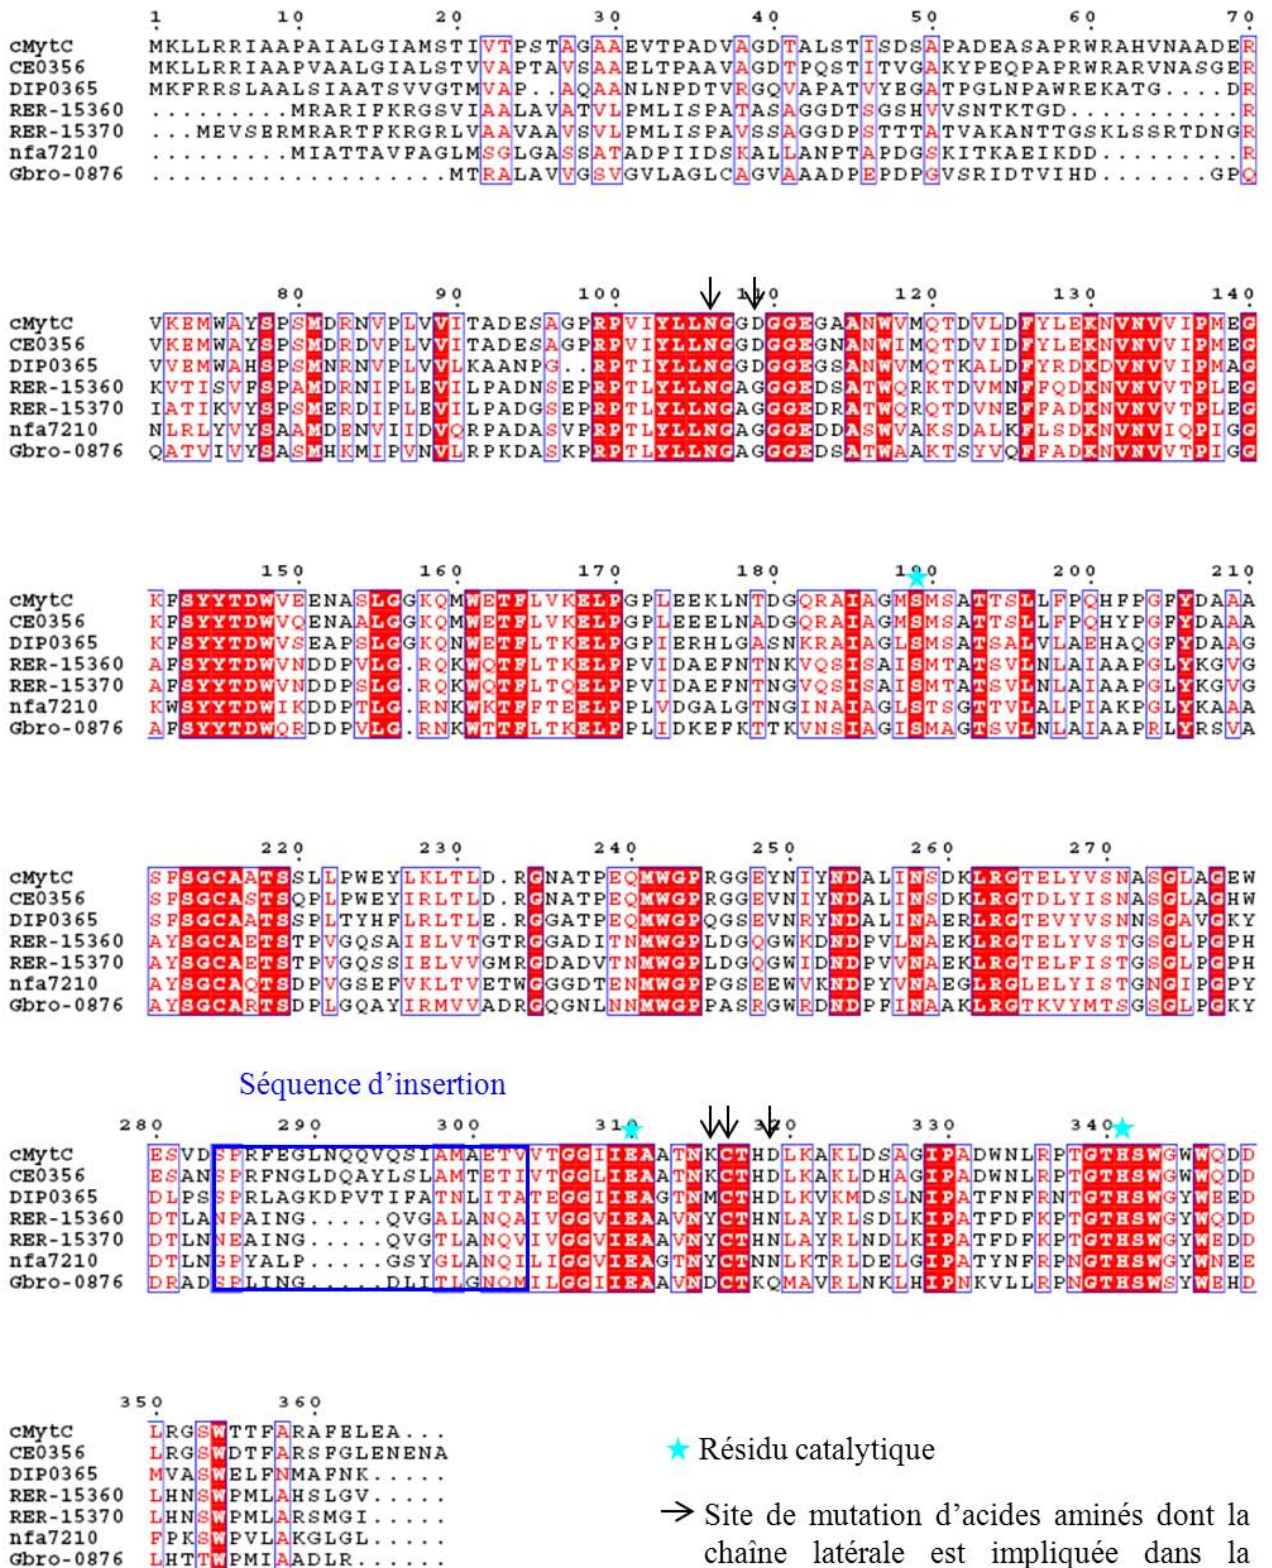 1 10 20 30 40 50 60 70
cMytC MKLLRRIAAPAIALGIAMSTIVTPSTAGAAEVTPADVAGDTALSTISDSAPADEASAPRWRAHVNAADER
CE0356 MKLLRRIAAPVAALGIALSTVVAPTAVSAAELTPAAVAGDTPQSTITVGAKYPEQPAPRWRARVNASGER
DIP0365 MKFRRSLAALSIAATSVVGTMVAP..AQAANLNPDTVRGQVAPATVYEGATPGLNPAWREKATG....DR
RER-15360 .........MRARIFKRGSVIAALAVATVLPMLISPATASAGGDTSGSHVVSNTKTGD............
RER-15370 ...MEVSERMRARTFKRGRLVAAVAAVSVLPMLISPAVSSAGGDPSTTTATVAKANTTGSKLSSRTDNGR
nfa7210 .........MIATTAVFAGLMSGLGASSATADPIIDSKALLANPTAPDGSKITKAEIKDD.........R
Gbro-0876 ...................MTRALAVVGSVGVLAGLCAGVAAADPEPDPGVSRIDTVIHD.......GPQ
80 90 100 110 120 130 140
cMytC VKEMWAYSPSMDRNVPLVVITADESAGPRPVIYLLNGGDGGEGAANWVMQTDVLDFYLEKNVNVVIPMEG
CE0356 VKEMWAYSPSMDRDVPLVVITADESAGPRPVIYLLNGGDGGEGNANWIMQTDVIDFYLEKNVNVVIPMEG
DIP0365 VVEMWAHSPSMNRNVPLVVLKAANPG..RPTIYLLNGGDGGEGSANWVMQTKALDFYRDKDVNVVIPMAG
RER-15360 KVTISVFSPAMDRNIPLEVILPADNSEPRPTLYLLNGAGGGEDSATWQRKTDVMNFFQDKNVNVVTPLEG
RER-15370 IATIKVYSPSMERDIPLEVILPADGSEPRPTLYLLNGAGGGEDRATWQRQTDVNEFFADKNVNVVTPLEG
nfa7210 NLRLYVYSAAMDENVIIDVQRPADASVPRPTLYLLNGAGGGEDDASWVAKSDALKFLSDKNVNVIQPIGG
Gbro-0876 QATVIVYSASMHKMIPVNVLRPKDASKPRPTLYLLNGAGGGEDSATWAAKTSYVQFFADKNVNVVTPIGG
150 160 170 180 190 200 210
cMytC KFSYYTDWVEENASLGGKQMWETFLVKELPGPLEEKLNTDGQRAIAGMSMSATTSLLFPQHFPGFYDAAA
CE0356 KFSYYTDWVQENAALGGKQMWETFLVKELPGPLEEELNADGQRAIAGMSMSATTSLLFPQHYPGFYDAAA
DIP0365 KFSYYTDWVSEAPSLGGKQNWETFLTKELPGPIERHLGASNKRAIAGLSMSATTSALVLAEHAQGFYDAAG
RER-15360 AFSYYTDWVNDDPVLG.RQKWQTFLTKELPPVIDAEFNTNKVQSISAISMTATSVLNLAIAAPGLYKGVG
RER-15370 AFSYYTDWVNDDPSLG.RQKWQTFLTQELPPVIDAEFNTNGVQSISAISMTATSVLNLAIAAPGLYKGVG
nfa7210 KWSYYTDWIKDDPTLG.RNKWKTFFTEELPPLVDGALGTNGINAIAGLSTSGTTVLALPIAKPGLYKAAA
Gbro-0876 AFSYYTDWQRDDPVLG.RNKWTTFLTKELPPLIDKEFKTTKVNSIAGISMAGTSVLNLAIAAPRLYRSVA
220 230 240 250 260 270
cMytC SFSGCAATSSLLPWEYLKLTLD.RGNATPEQMWGPRGGEYNIYNDALINSDKLRGTELYVSNASGLAGEW
CE0356 SFSGCASTSQPLPWEYIRLTLD.RGNATPEQMWGPRGGEVNIYNDALINSDKLRGTDLYISNASGLAGHW
DIP0365 SFSGCAATSSPLTYHFLRLTLE.RGGATPEQMWGPQGSEVNRYNDALINAERLRGTEVYVSNNSGAVGKY
RER-15360 AYSGCAETSTPVGQSAIELVTGTRGGADITNMWGPLDGQGWKDNDPVLNAEKLRGTELYVSTGSGLPGPH
RER-15370 AYSGCAETSTPVGQSSIELVVGMRGDADVTNMWGPLDGQGWIDNDPVVNAEKLRGTELFISTGSGLPGPH
nfa7210 AYSGCAQTSDPVGSEFVKLTVETWGGGDTENMWGPPGSEEWVKNDPYVNAEGLRGLELYISTGNGIPGPY
Gbro-0876 AYSGCARTSDPLGQAYIRMVVADRGQGNLNNMWGPPASRGWRDNDPFINAAKLRGTKVYMTSGSGLPGKY
Séquence d'insertion
280 290 300 310 320 330 340
cMytC ESVDSPRFEGLNQQVQSIAMAETVVTGGIIEAATNKCTHDLKAKLDSAGIPADWNLRPTGTHSWGWWQDD
CE0356 ESANSPRFNGLDQAYLSLAMTETIVTGGLIEAATNKCTHDLKAKLDHAGIPADWNLRPTGTHSWGWWQDD
DIP0365 DLPSSPRLAGKDPVTIFATNLITATEGGIIEAGTNMCTHDLKVKMDSLNIPATFNFRNTGTHSWGYWEED
RER-15360 DTLANPAING.....QVGALANQAIVGGVIEAAVNYCTHNLAYRLSDLKIPATFDFKPTGTHSWGYWQDD
RER-15370 DTLNNEAING.....QVGTLANQVIVGGVIEAAVNYCTHNLAYRLNDLKIPATFDFKPTGTHSWGYWQDD
nfa7210 DTLNGPYALP.....GSYGLANQIILGGIIEAGTNYCTNNLKTRLDELGIPATYNFRPNGTHSWGYWNEE
Gbro-0876 DRADSPLING.....DLITLGNQMILGGIIEAAVNDCTKQMAVRLNKLHIPNKVLLRPNGTHSWSYWEHD
350 360
cMytC LRGSWTTFARAFELEA...
CE0356 LRGSWDTFARSFGLENENA
DIP0365 MVASWELFNMAFNK.....
RER-15360 LHNSWPMLAHSLGV.....
RER-15370 LHNSWPMLARSMGI.....
nfa7210 FPKSWPVLAKGLGL.....
Gbro-0876 LHTTWPMIAADLR......
Résidu catalytique
Site de mutation d'acides aminés dont la
chaîne latérale est impliquée dans la